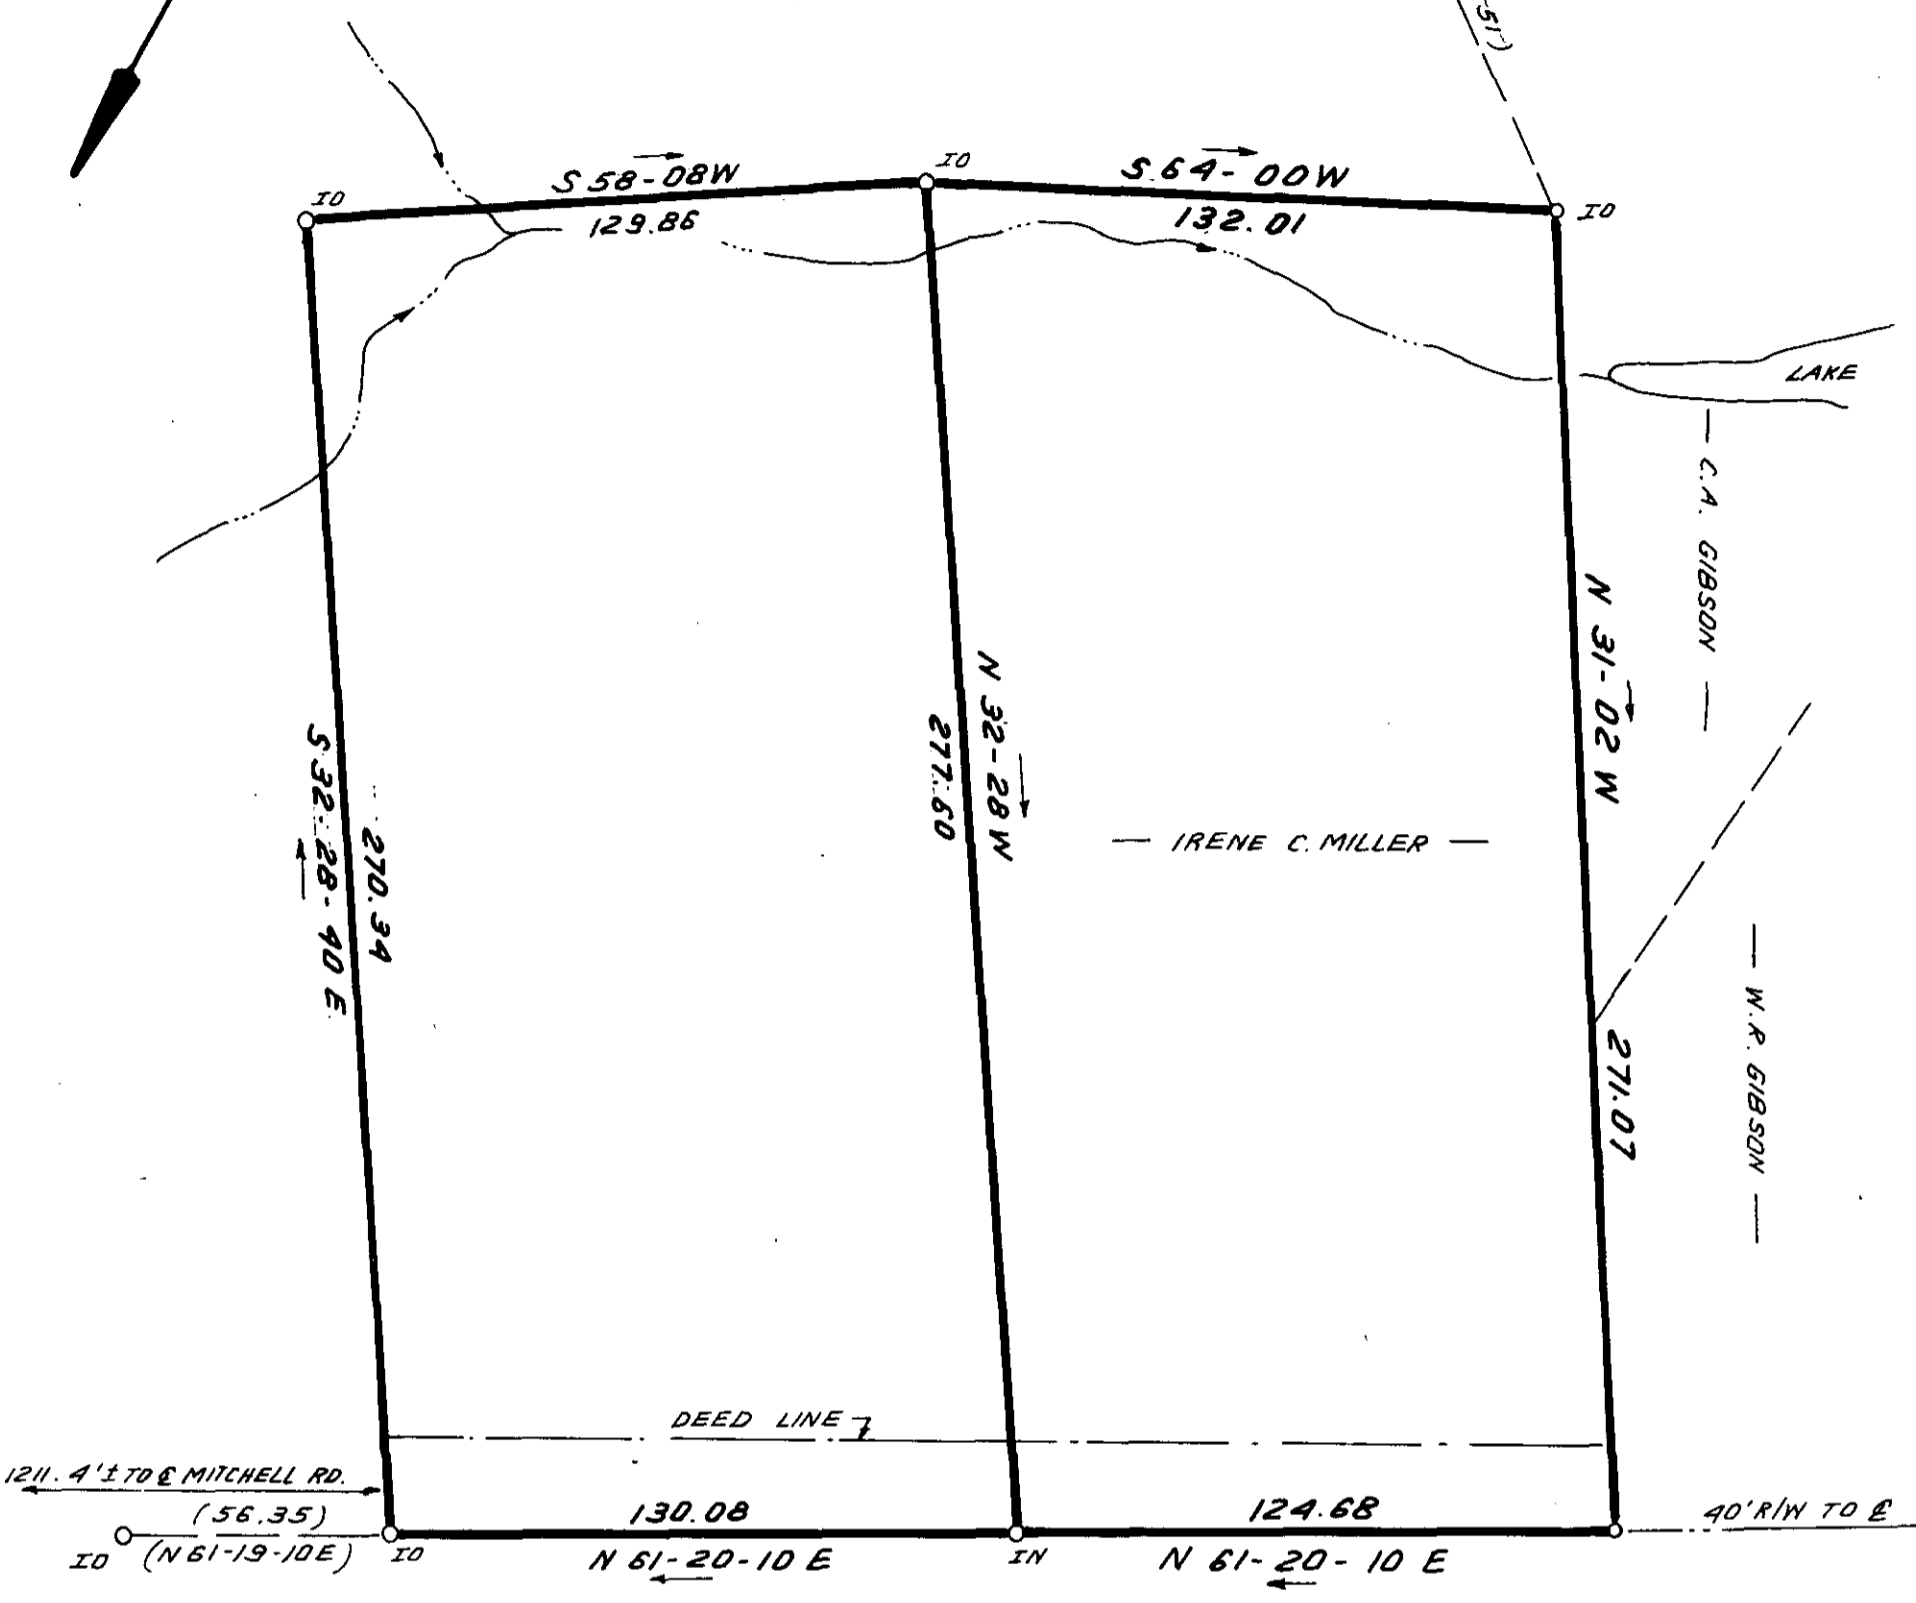 51')
IO
S 58-08W
129.86
IO
S 64-00W
132.01
IO
LAKE
— C.A. GIBSON —
N 31-02 W
271.07
N 32-28 W
277.60
— IRENE C. MILLER —
S 32-28-40 E
270.34
— W.R. GIBSON —
DEED LINE
1211.4'± TO ℄ MITCHELL RD.
(56.35)
130.08
124.68
40' R/W TO ℄
IO
(N 61-19-10 E)
IO
N 61-20-10 E
IN
N 61-20-10 E